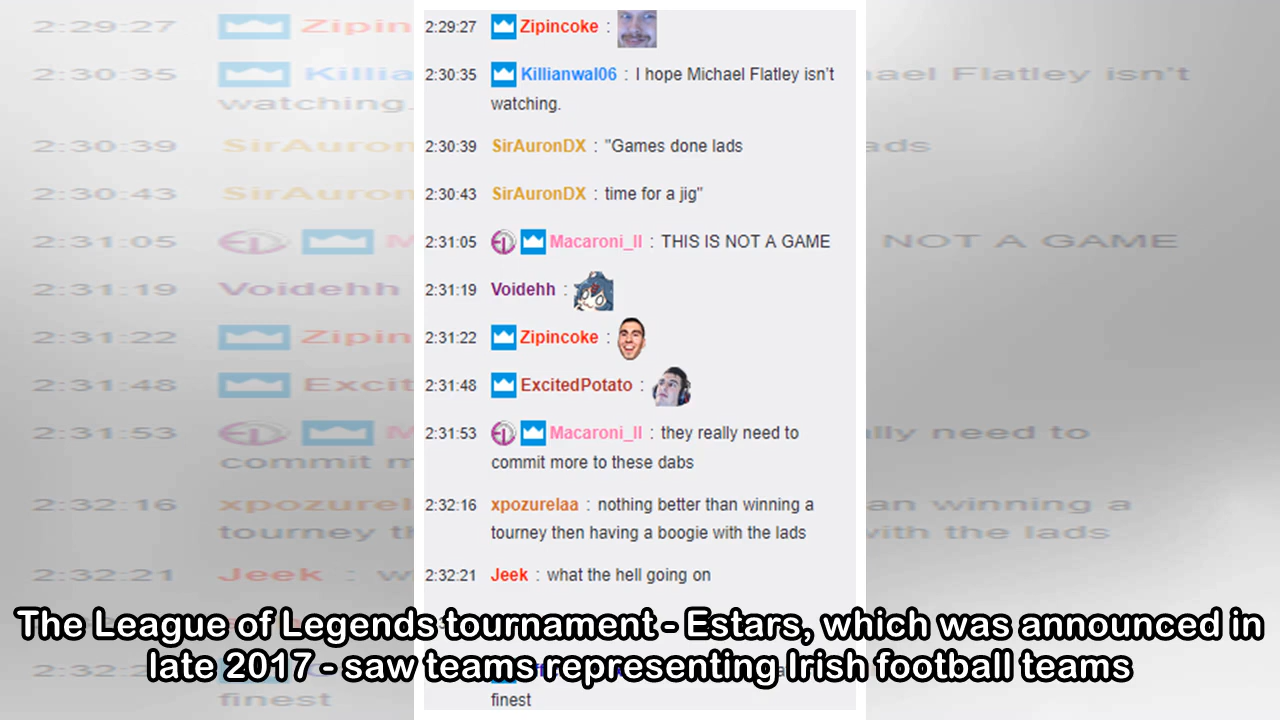 2:29:27 Zipincoke :
2:30:35 Killianwal06 : I hope Michael Flatley isn't
watching.
2:30:39 SirAuronDX : "Games done lads
2:30:43 SirAuronDX : time for a jig"
2:31:05 Macaroni_II : THIS IS NOT A GAME
2:31:19 Voidehh :
2:31:22 Zipincoke :
2:31:48 ExcitedPotato :
2:31:53 Macaroni_II : they really need to
commit more to these dabs
2:32:16 xpozurelaa : nothing better than winning a
tourney then having a boogie with the lads
2:32:21 Jeek : what the hell going on
The League of Legends tournament - Estars, which was announced in
late 2017 - saw teams representing Irish football teams
finest